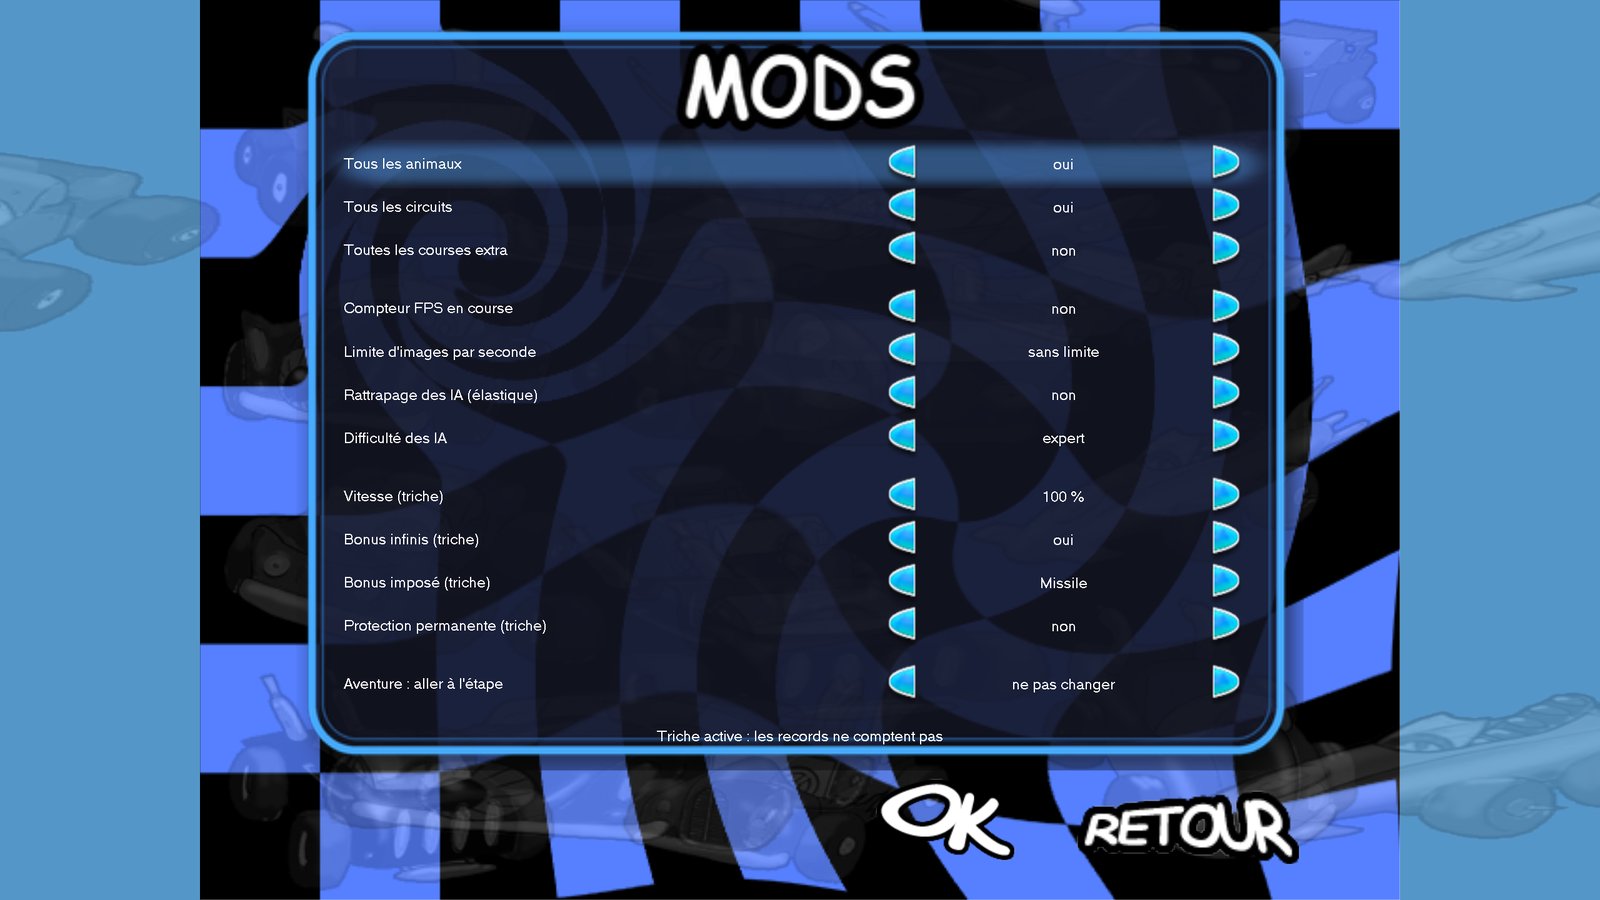 MODS
Tous les animaux oui
Tous les circuits oui
Toutes les courses extra non
Compteur FPS en course non
Limite d'images par seconde sans limite
Rattrapage des IA (élastique) non
Difficulté des IA expert
Vitesse (triche) 100 %
Bonus infinis (triche) oui
Bonus imposé (triche) Missile
Protection permanente (triche) non
Aventure : aller à l'étape ne pas changer
Triche active : les records ne comptent pas
OK RETOUR